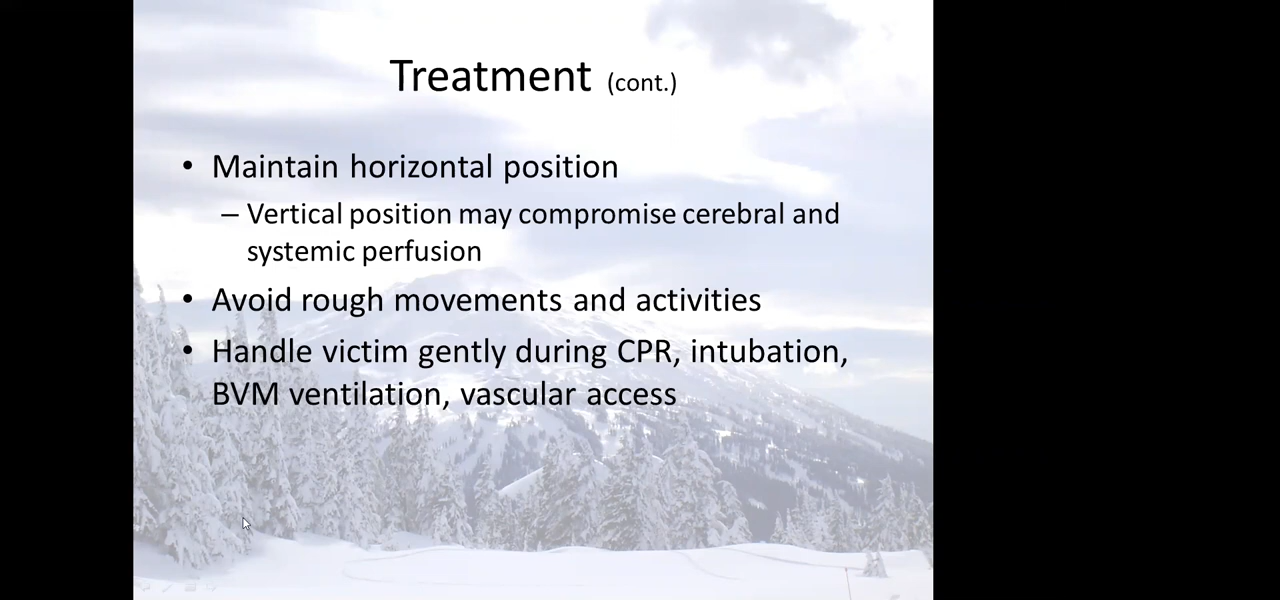 Treatment (cont.)
• Maintain horizontal position
– Vertical position may compromise cerebral and
systemic perfusion
• Avoid rough movements and activities
• Handle victim gently during CPR, intubation,
BVM ventilation, vascular access